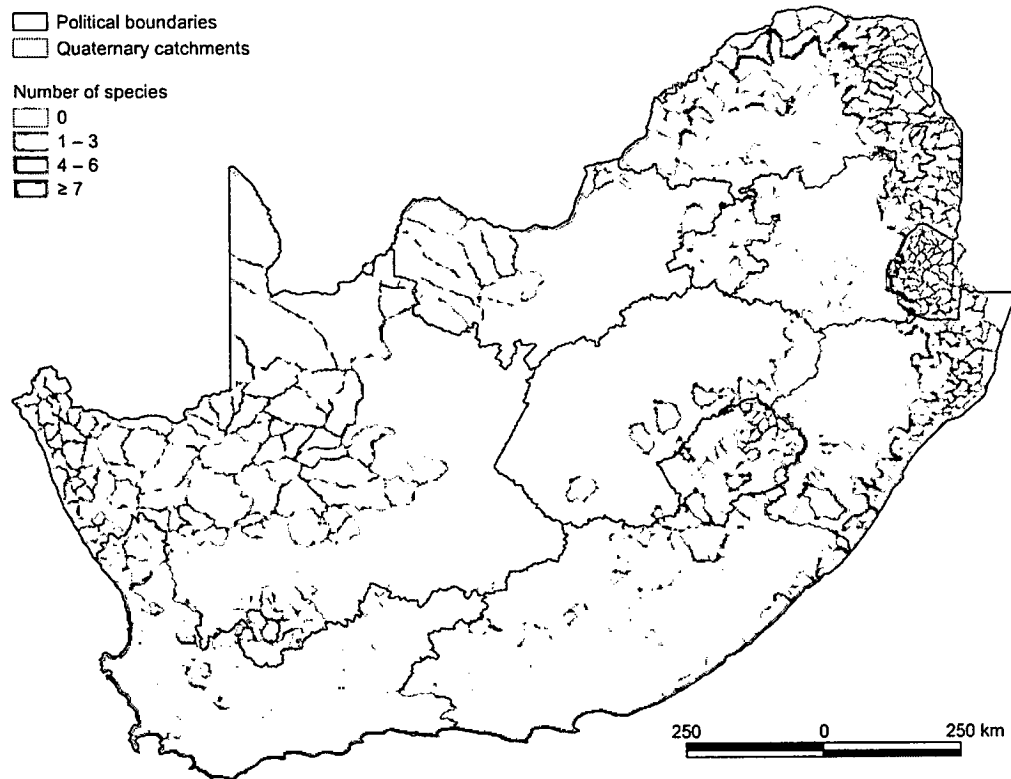 Political boundaries
Quaternary catchments
Number of species
0
1 – 3
4 – 6
≥ 7
250 0 250 km